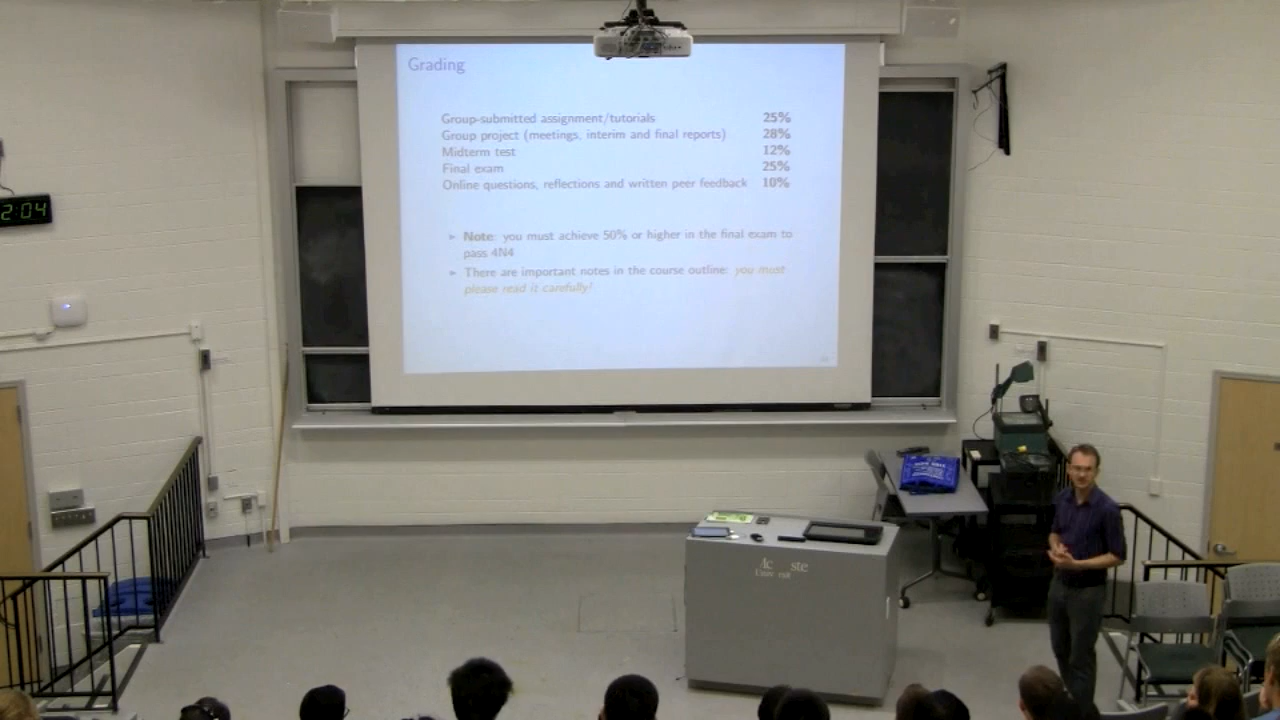 Grading
Group-submitted assignment/tutorials 25%
Group project (meetings, interim and final reports) 28%
Midterm test 12%
Final exam 25%
Online questions, reflections and written peer feedback 10%
Note: you must achieve 50% or higher in the final exam to
pass 4N4
There are important notes in the course outline: you must
please read it carefully!
2:04